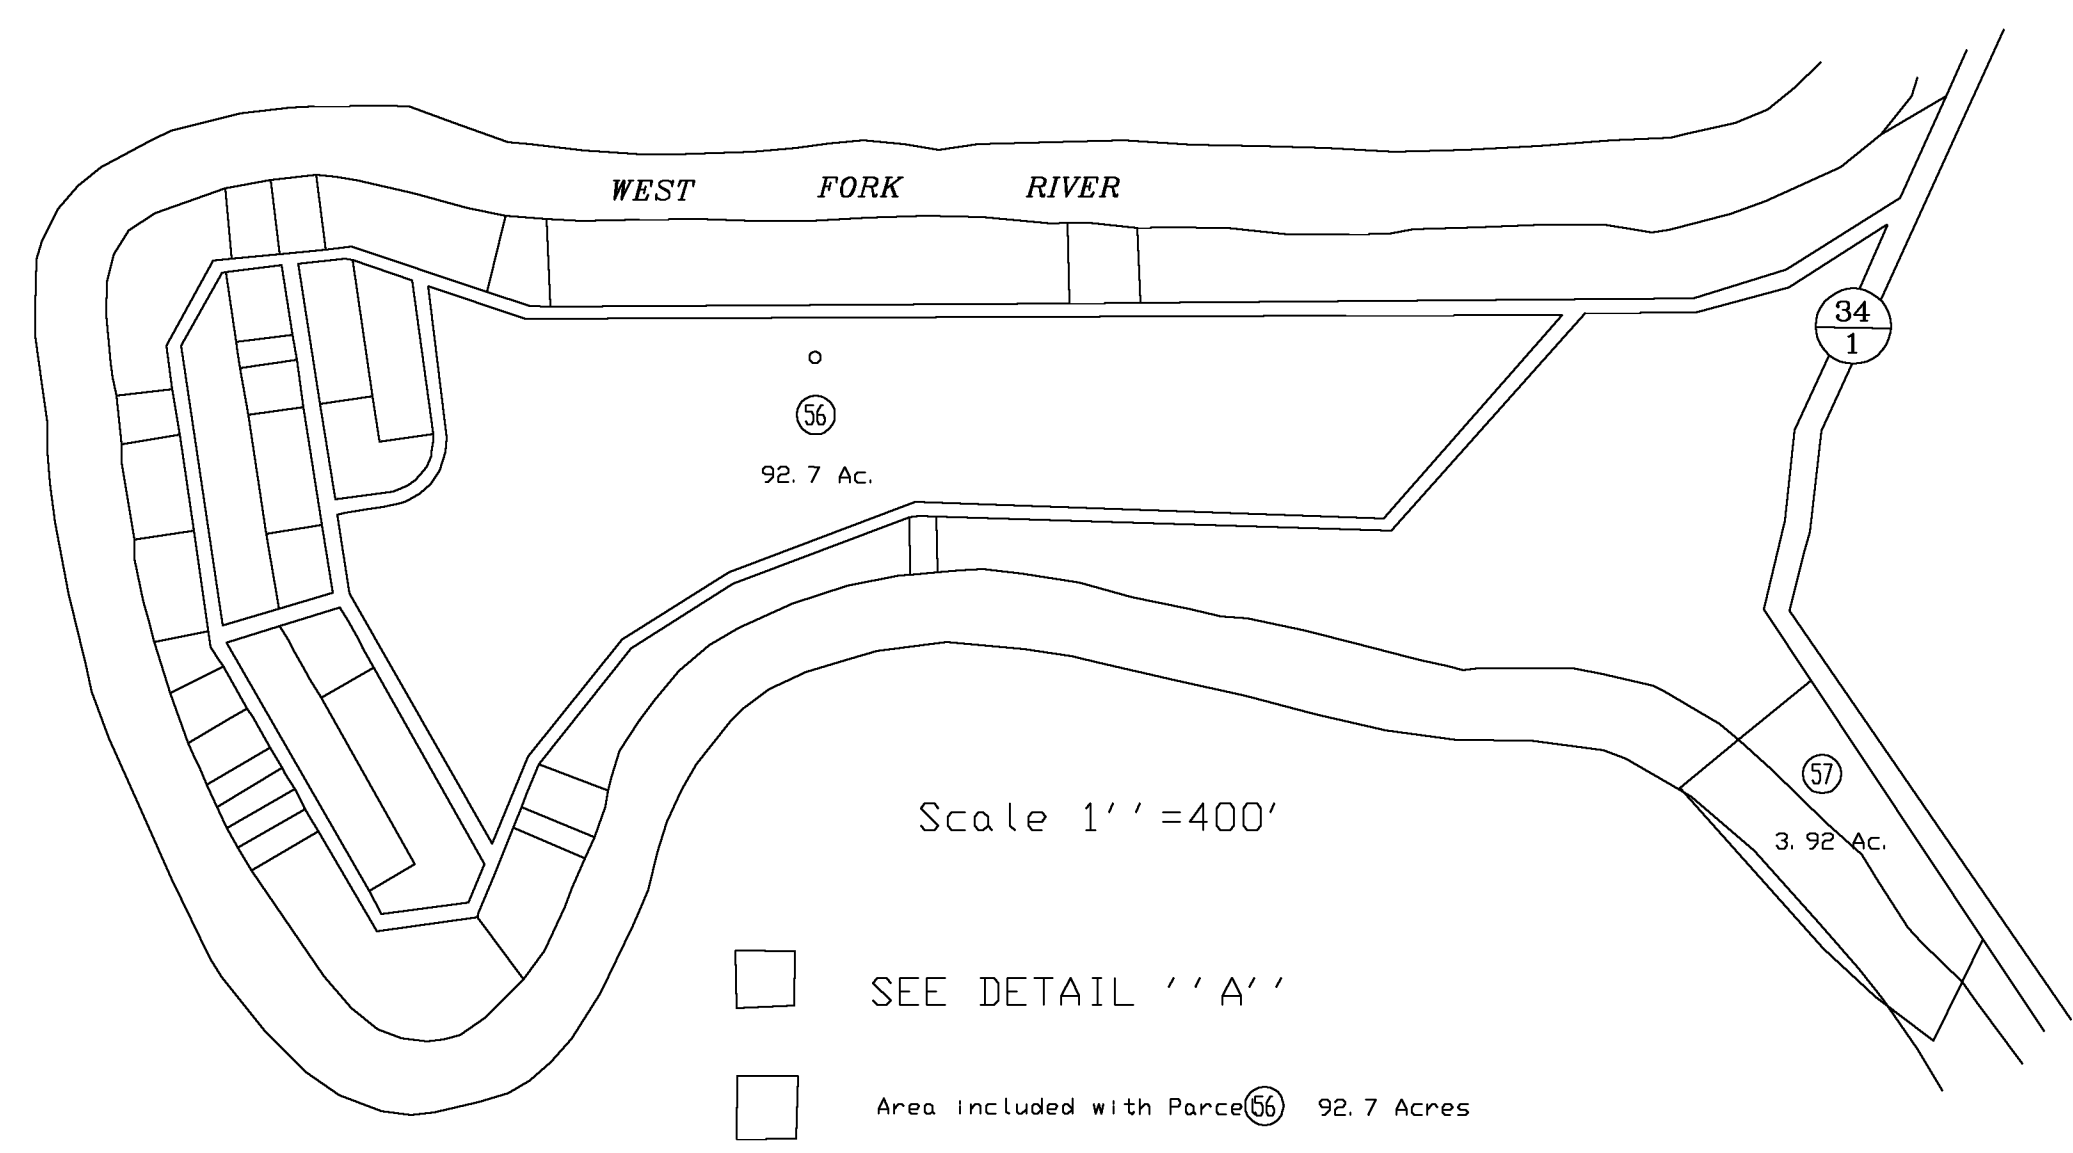 WEST FORK RIVER
34
1
56
92.7 Ac.
57
3.92 Ac.
Scale 1''=400'
SEE DETAIL ''A''
Area included with Parcel 56 92.7 Acres